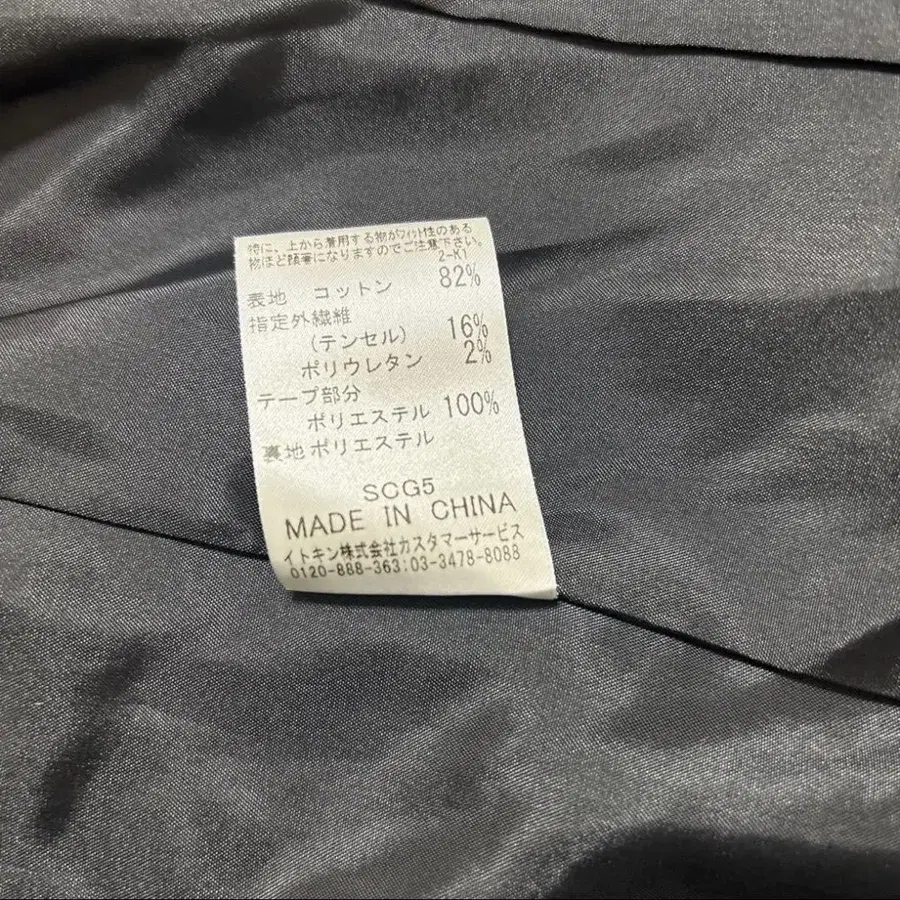 特に、上から着用する物がフィット性のある
物ほど顕著になりますのでご注意下さい。
2-K1
表地 コットン 82%
指定外繊維
(テンセル) 16%
ポリウレタン 2%
テープ部分
ポリエステル 100%
裏地 ポリエステル
SCG5
MADE IN CHINA
イトキン株式会社カスタマーサービス
0120-888-363:03-3478-8088